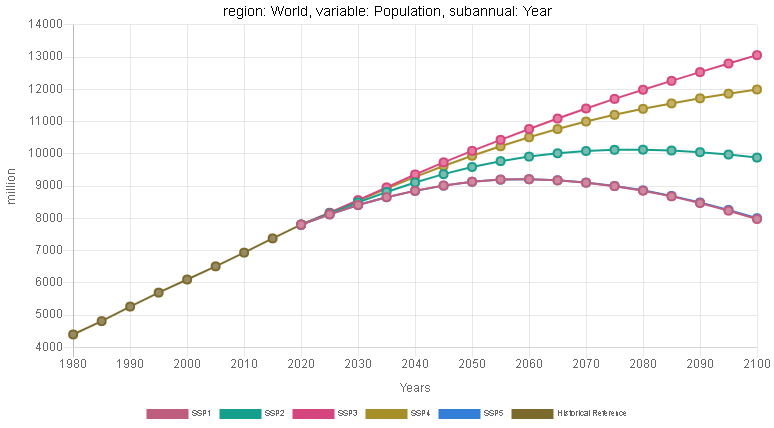 region: World, variable: Population, subannual: Year
14000
13000
12000
11000
10000
9000
8000
7000
6000
5000
4000
million
1980 1990 2000 2010 2020 2030 2040 2050 2060 2070 2080 2090 2100
Years
SSP1 SSP2 SSP3 SSP4 SSP5 Historical Reference